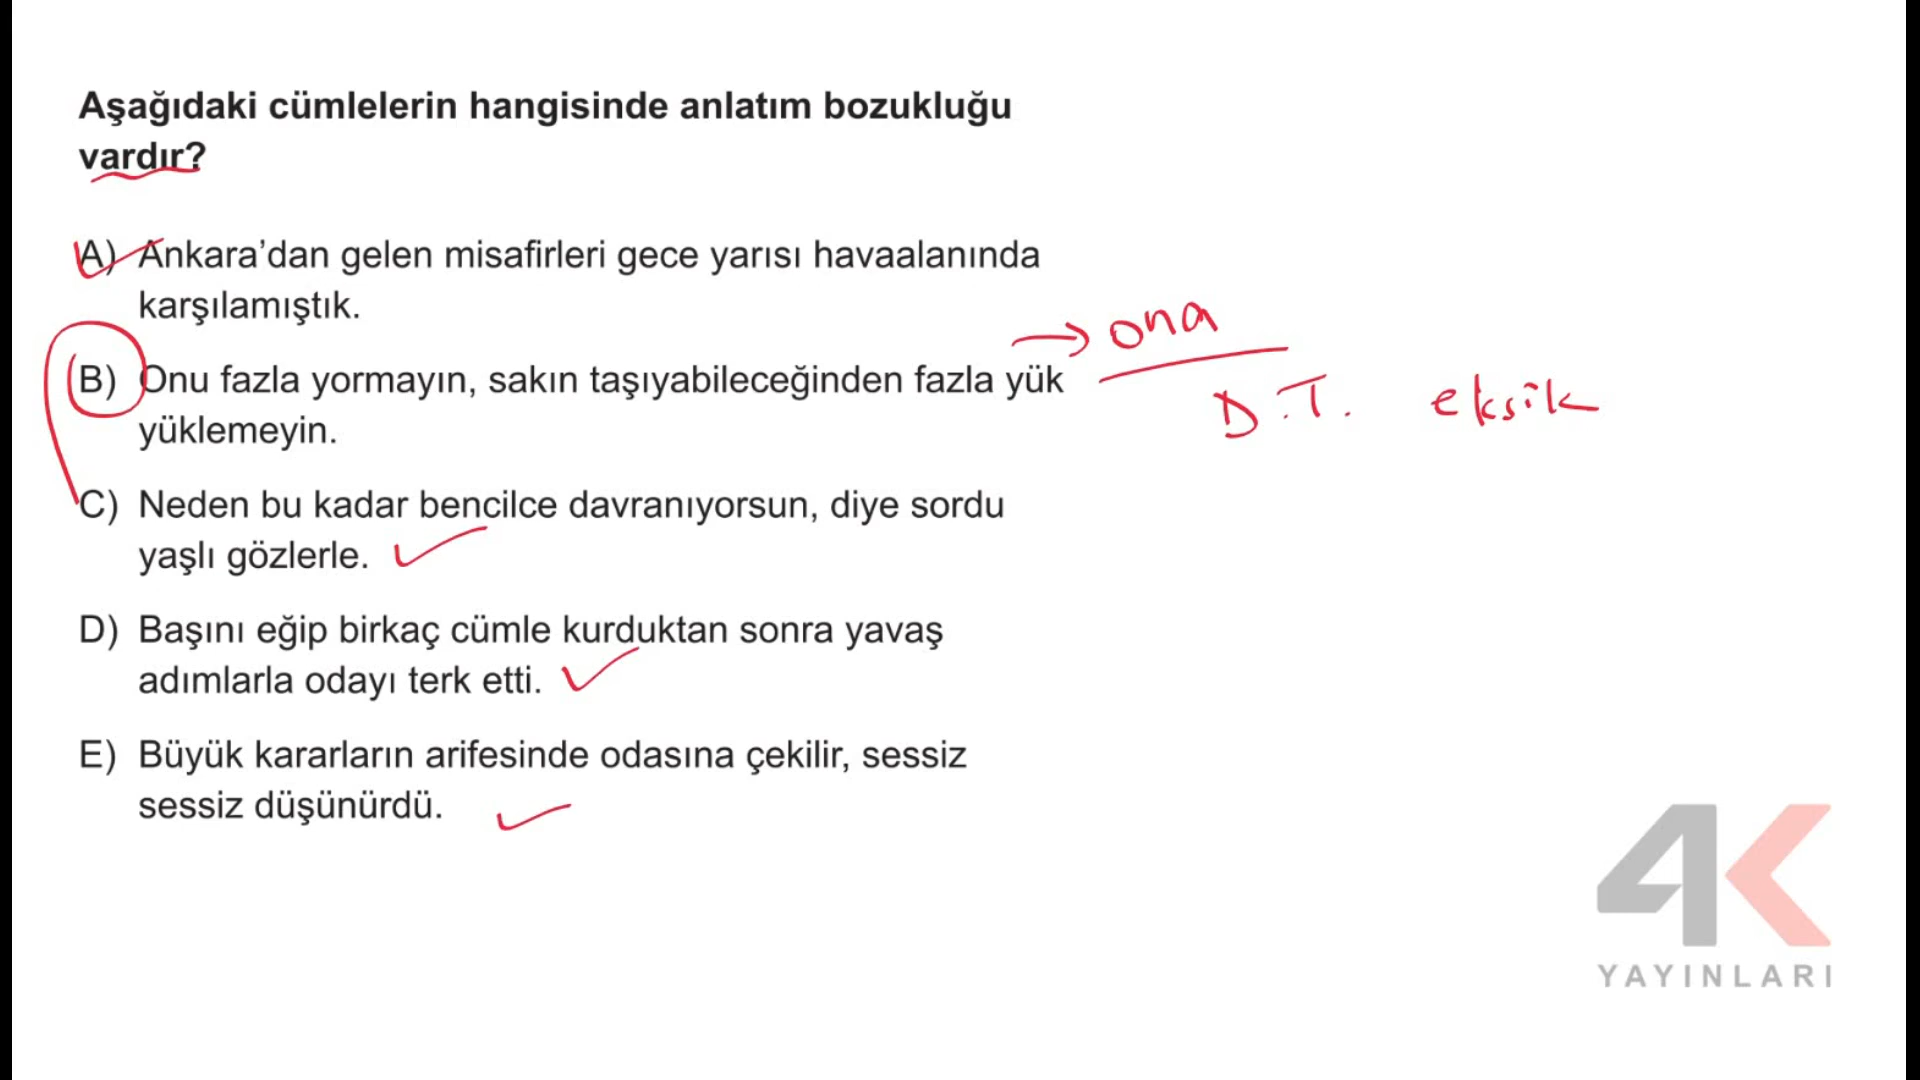 Aşağıdaki cümlelerin hangisinde anlatım bozukluğu
vardır?
A) Ankara’dan gelen misafirleri gece yarısı havaalanında
karşılamıştık.
B) Onu fazla yormayın, sakın taşıyabileceğinden fazla yük
yüklemeyin.
→ ona
D.T. eksik
C) Neden bu kadar bencilce davranıyorsun, diye sordu
yaşlı gözlerle.
D) Başını eğip birkaç cümle kurduktan sonra yavaş
adımlarla odayı terk etti.
E) Büyük kararların arifesinde odasına çekilir, sessiz
sessiz düşünürdü.
4K
YAYINLARI